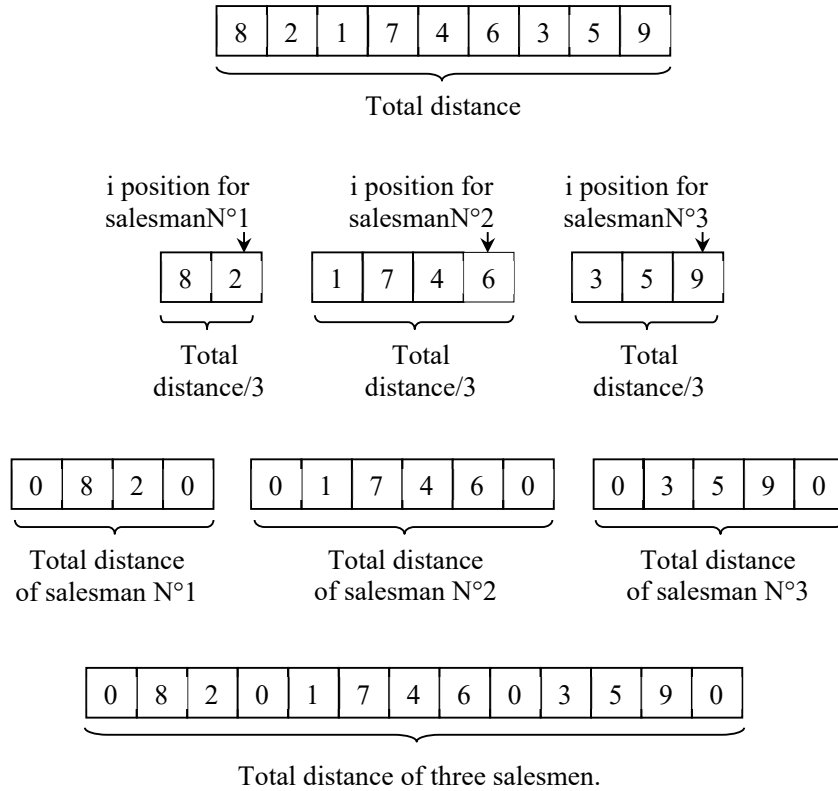 8 2 1 7 4 6 3 5 9
Total distance
i position for
salesmanN°1
i position for
salesmanN°2
i position for
salesmanN°3
8 2
1 7 4 6
3 5 9
Total
distance/3
Total
distance/3
Total
distance/3
0 8 2 0
0 1 7 4 6 0
0 3 5 9 0
Total distance
of salesman N°1
Total distance
of salesman N°2
Total distance
of salesman N°3
0 8 2 0 1 7 4 6 0 3 5 9 0
Total distance of three salesmen.